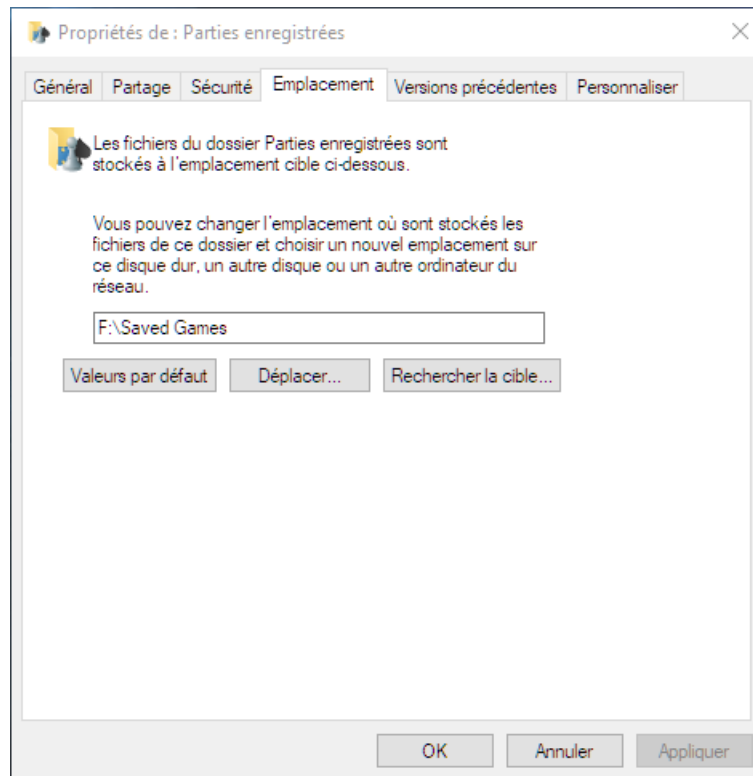 Propriétés de : Parties enregistrées
Général Partage Sécurité Emplacement Versions précédentes Personnaliser
Les fichiers du dossier Parties enregistrées sont
stockés à l'emplacement cible ci-dessous.
Vous pouvez changer l'emplacement où sont stockés les
fichiers de ce dossier et choisir un nouvel emplacement sur
ce disque dur, un autre disque ou un autre ordinateur du
réseau.
F:\Saved Games
Valeurs par défaut Déplacer... Rechercher la cible...
OK Annuler Appliquer